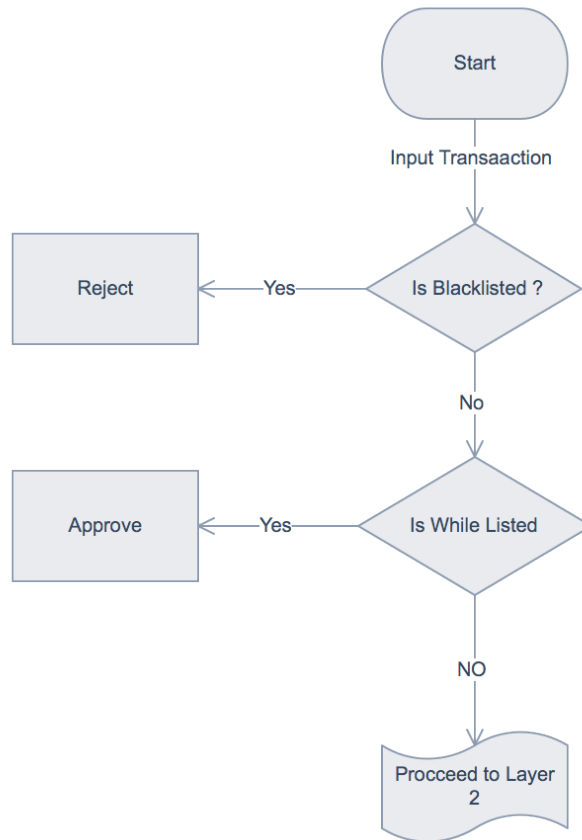 Start
Input Transaaction
Is Blacklisted ?
Yes
Reject
No
Is While Listed
Yes
Approve
NO
Procceed to Layer
2